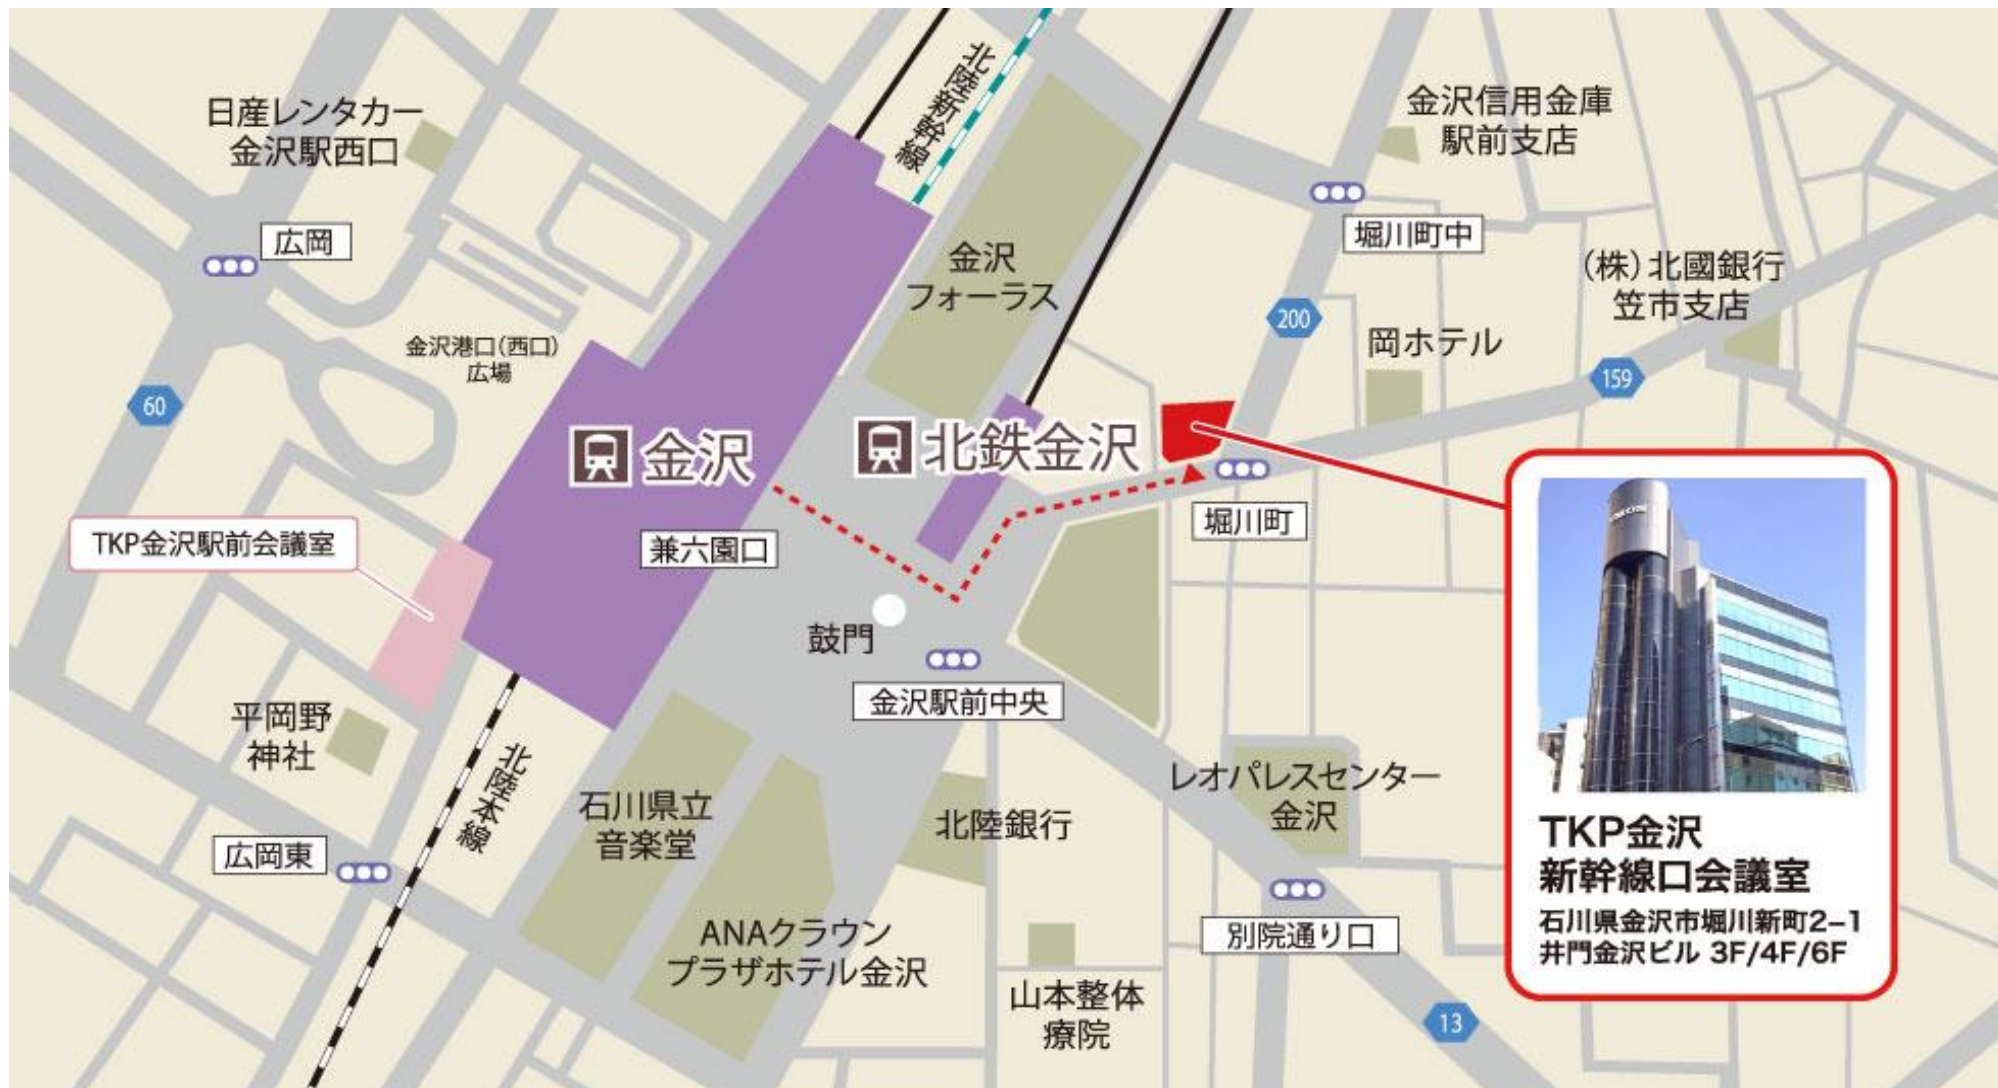 北陸新幹線
日産レンタカー
金沢駅西口
金沢信用金庫
駅前支店
広岡
堀川町中
金沢
フォーラス
(株)北國銀行
笠市支店
200
岡ホテル
金沢港口(西口)
広場
159
60
金沢
北鉄金沢
堀川町
TKP金沢駅前会議室
兼六園口
鼓門
金沢駅前中央
平岡野
神社
北陸本線
石川県立
音楽堂
北陸銀行
レオパレスセンター
金沢
広岡東
ANAクラウン
プラザホテル金沢
別院通り口
山本整体
療院
13
TKP金沢
新幹線口会議室
石川県金沢市堀川新町2−1
井門金沢ビル 3F/4F/6F